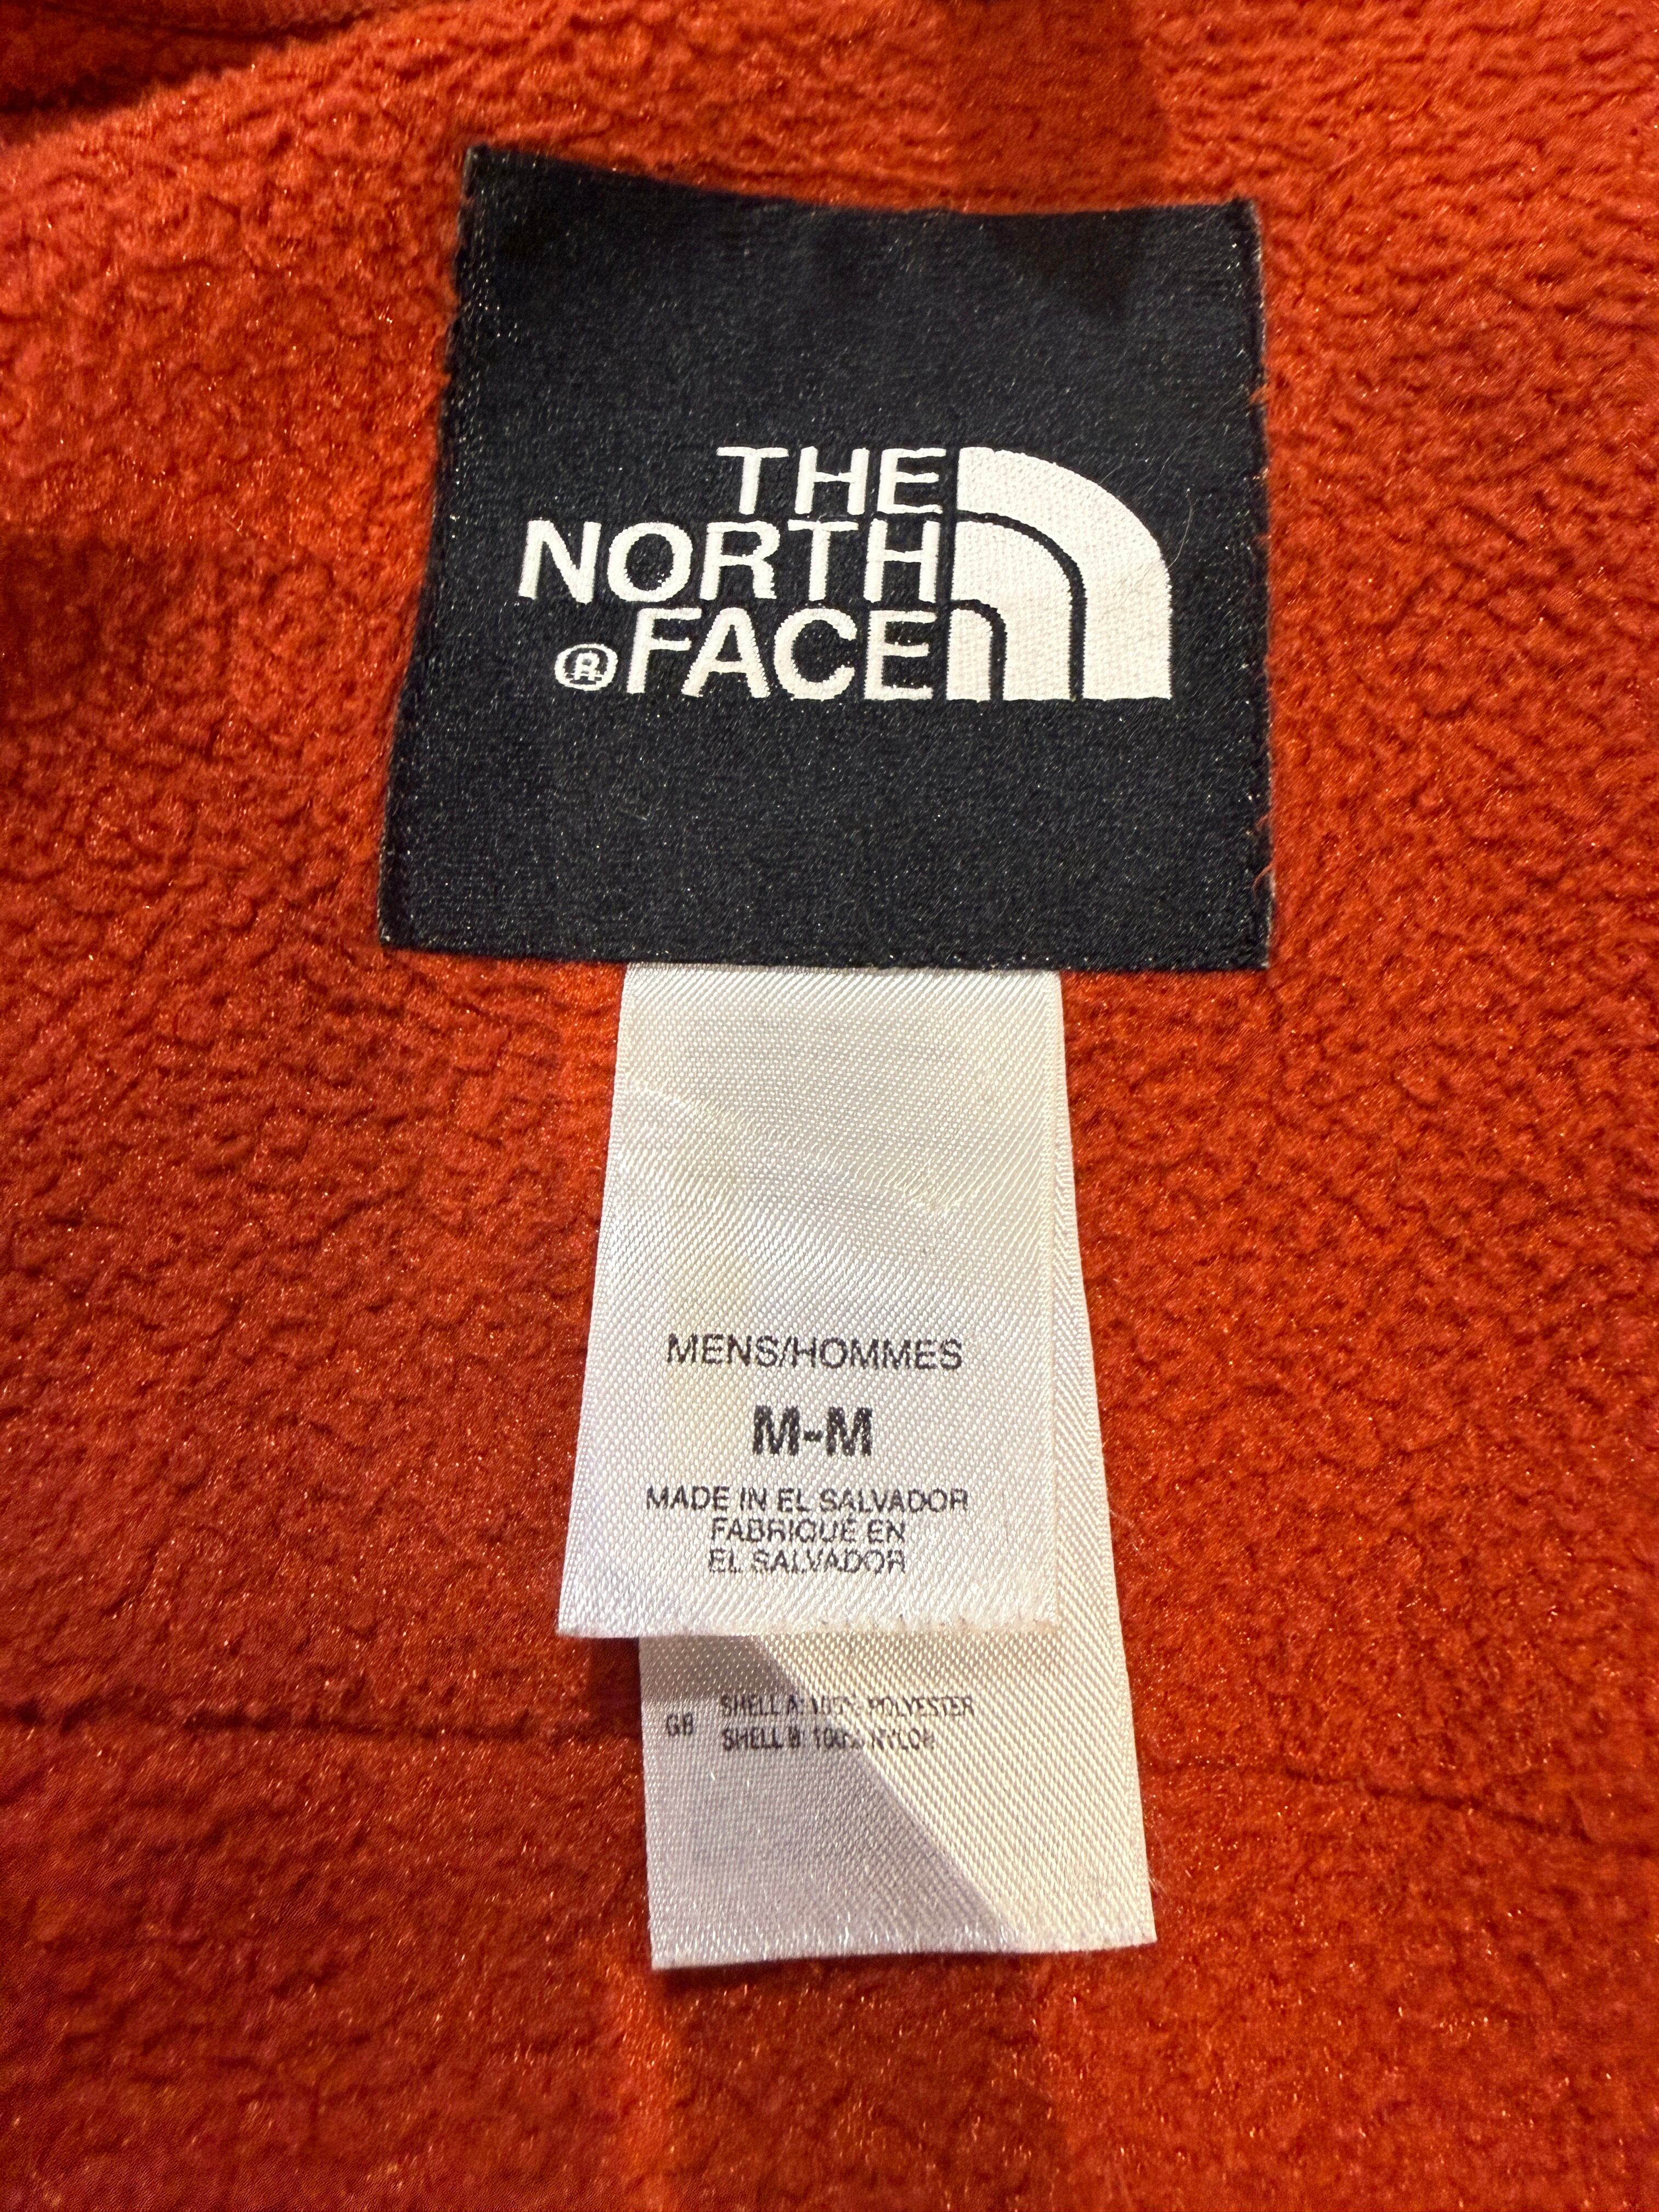 THE
NORTH
® FACE
MENS/HOMMES
M-M
MADE IN EL SALVADOR
FABRIQUÉ EN
EL SALVADOR
GB SHELL A: 100% POLYESTER
SHELL B 100% NYLON